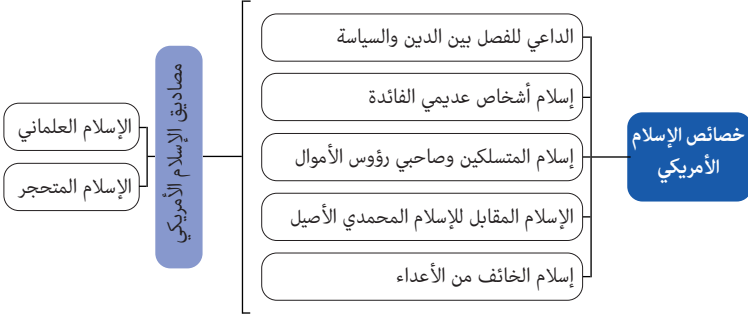 خصائص الإسلام
الأمريكي
الداعي للفصل بين الدين والسياسة
إسلام أشخاص عديمي الفائدة
إسلام المتسلكين وصاحبي رؤوس الأموال
الإسلام المقابل للإسلام المحمدي الأصيل
إسلام الخائف من الأعداء
مصاديق الإسلام الأمريكي
الإسلام العلماني
الإسلام المتحجر